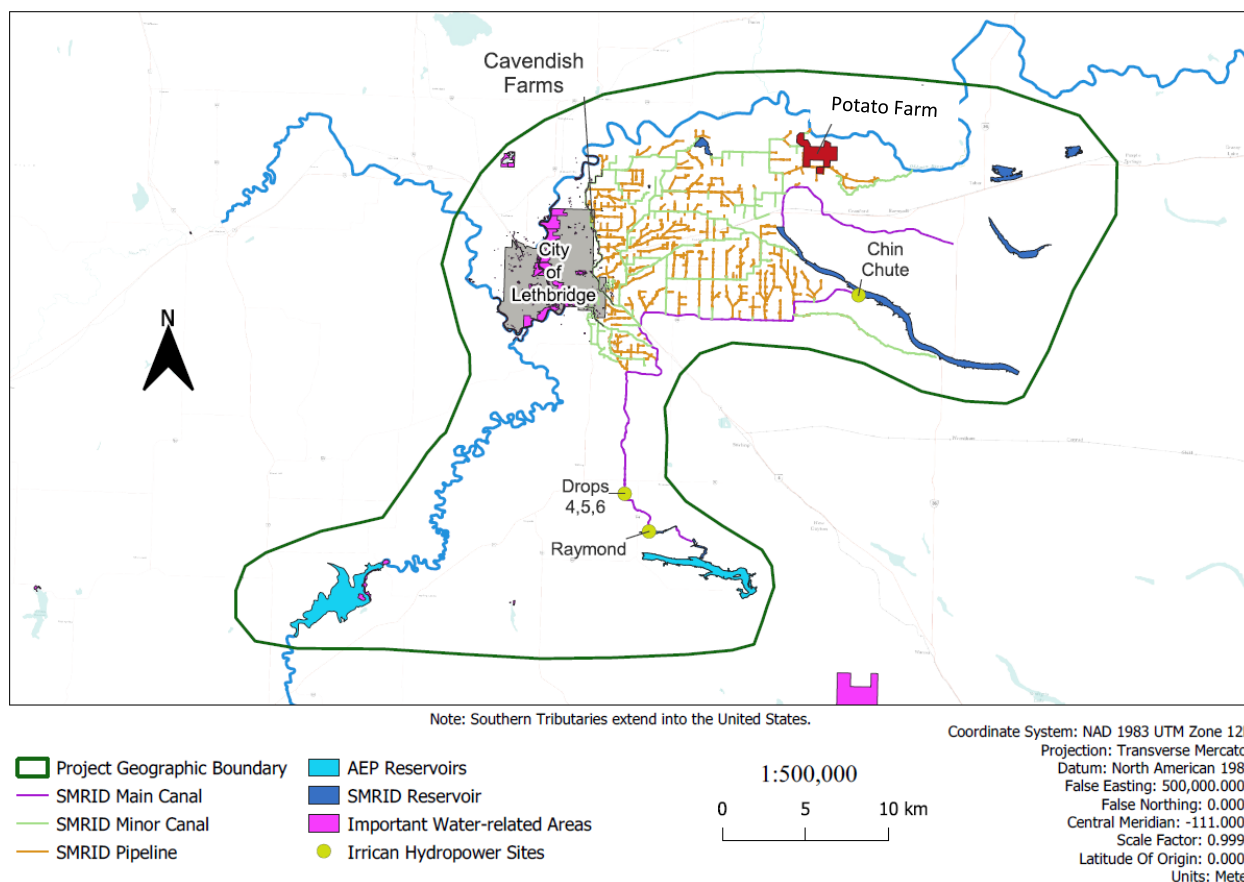 Cavendish
Farms
Potato Farm
City
of
Lethbridge
Chin
Chute
N
Drops
4,5,6
Raymond
Note: Southern Tributaries extend into the United States.
Project Geographic Boundary
SMRID Main Canal
SMRID Minor Canal
SMRID Pipeline
AEP Reservoirs
SMRID Reservoir
Important Water-related Areas
Irrican Hydropower Sites
1:500,000
0 5 10 km
Coordinate System: NAD 1983 UTM Zone 12
Projection: Transverse Mercato
Datum: North American 198
False Easting: 500,000.000
False Northing: 0.000
Central Meridian: -111.000
Scale Factor: 0.999
Latitude Of Origin: 0.000
Units: Mete